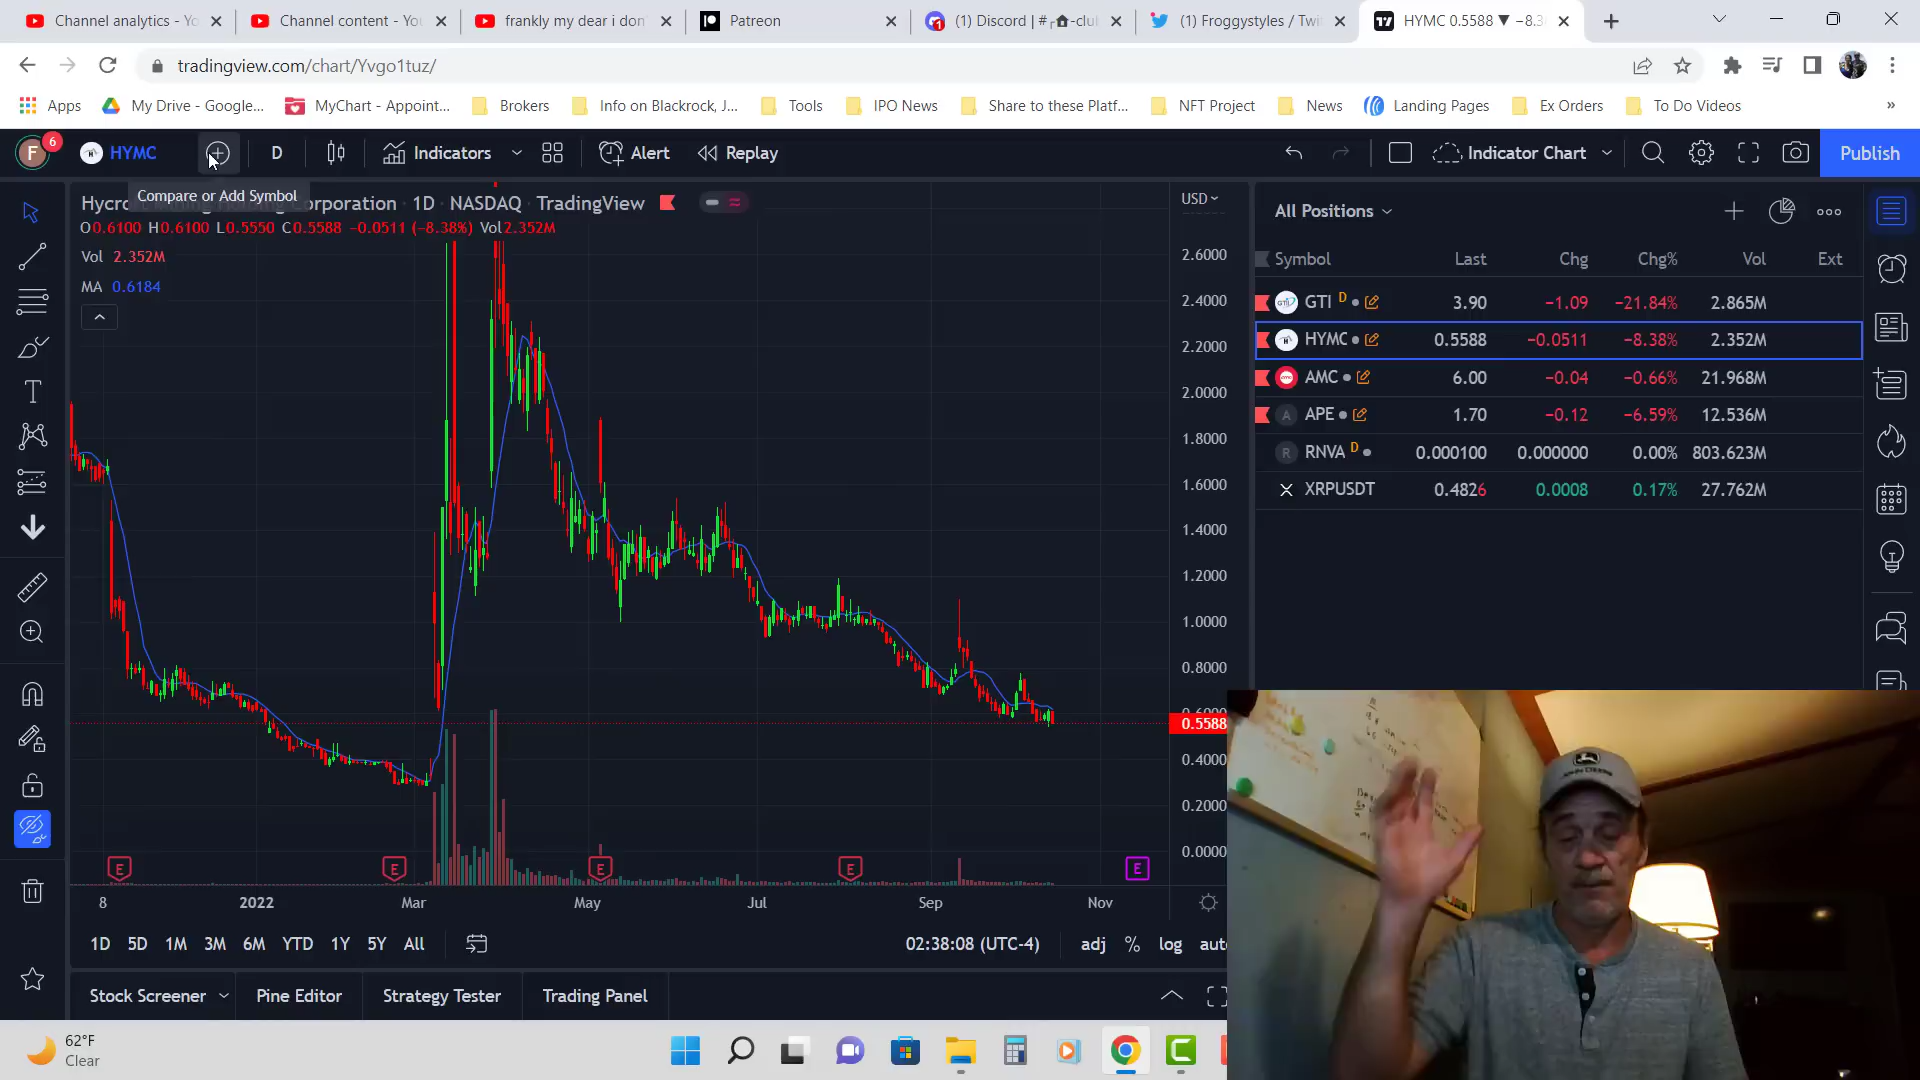 Channel analytics - Yo
Channel content - You
frankly my dear i don'
Patreon
(1) Discord | #
-clu
(1) Froggystyles / Twit
HYMC 0.5588 ▼ −8.3
tradingview.com/chart/Yvgo1tuz/
Apps
My Drive - Google...
MyChart - Appoint...
Brokers
Info on Blackrock, J...
Tools
IPO News
Share to these Platf...
NFT Project
News
Landing Pages
Ex Orders
To Do Videos
»
F
6
HYMC
D
Indicators
Alert
Replay
Indicator Chart
Publish
Compare or Add Symbol
Hycro
Corporation · 1D · NASDAQ · TradingView
O0.6100 H0.6100 L0.5550 C0.5588 −0.0511 (−8.38%) Vol2.352M
Vol 2.352M
MA 0.6184
USD
2.6000
2.4000
2.2000
2.0000
1.8000
1.6000
1.4000
1.2000
1.0000
0.8000
0.5588
0.4000
0.2000
0.0000
E E E E E
8 2022 Mar May Jul Sep Nov
1D 5D 1M 3M 6M YTD 1Y 5Y All
02:38:08 (UTC-4)
adj % log aut
Stock Screener
Pine Editor
Strategy Tester
Trading Panel
All Positions
Symbol Last Chg Chg% Vol Ext
GTI D 3.90 −1.09 −21.84% 2.865M
HYMC 0.5588 −0.0511 −8.38% 2.352M
AMC 6.00 −0.04 −0.66% 21.968M
A APE 1.70 −0.12 −6.59% 12.536M
R RNVA D 0.000100 0.000000 0.00% 803.623M
XRPUSDT 0.4826 0.0008 0.17% 27.762M
JOHN DEERE
62°F
Clear